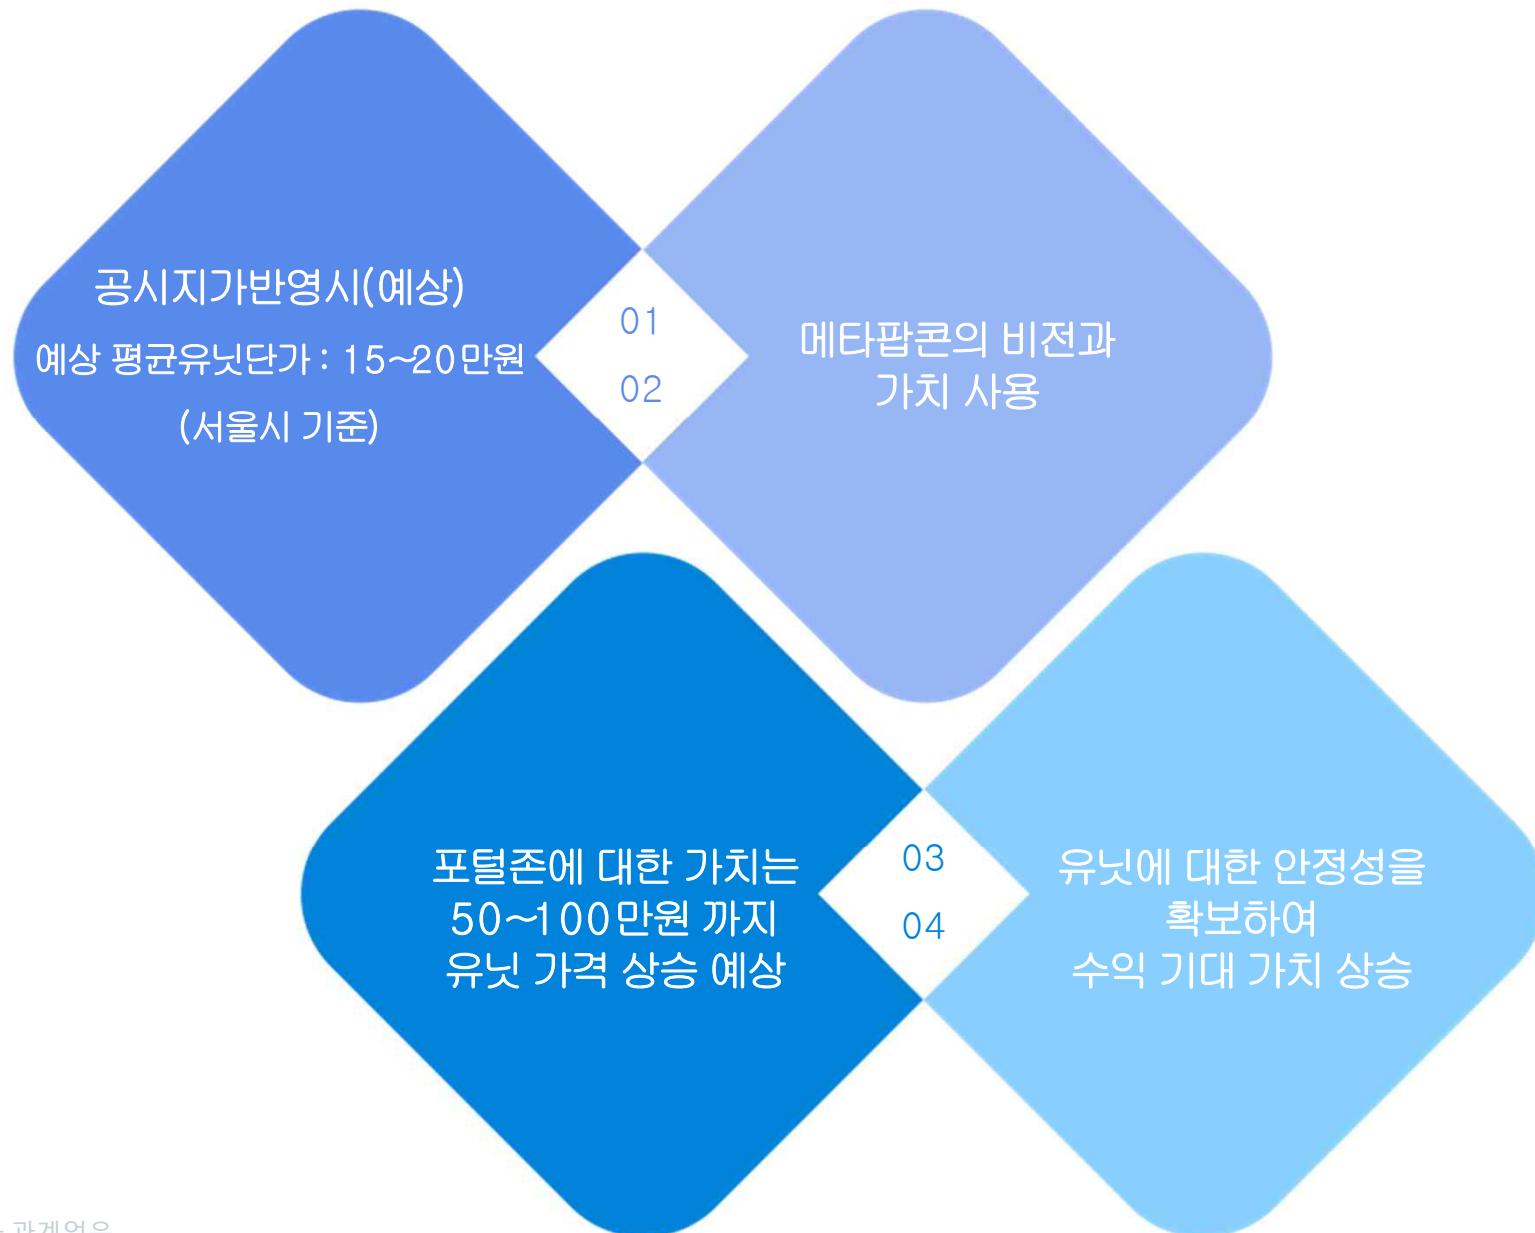 공시지가반영시(예상)
예상 평균유닛단가 : 15~20만원
(서울시 기준)
01
02
메타팝콘의 비전과
가치 사용
포털존에 대한 가치는
50~100만원 까지
유닛 가격 상승 예상
03
04
유닛에 대한 안정성을
확보하여
수익 기대 가치 상승